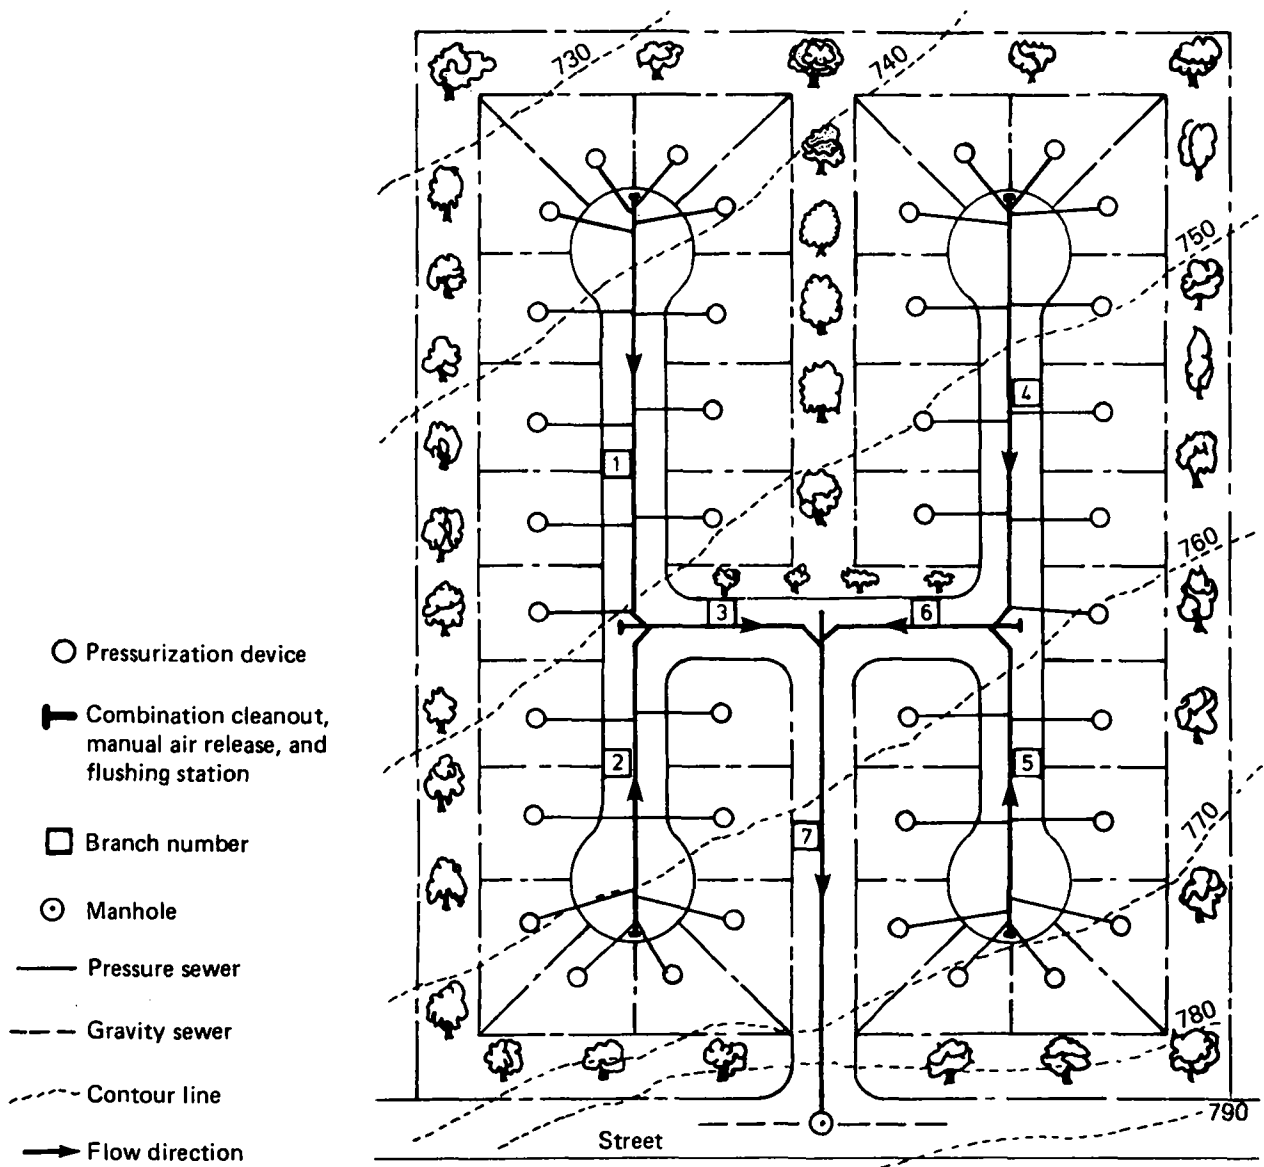 730
740
750
4
1
760
3
6
Pressurization device
Combination cleanout,
manual air release, and
flushing station
2
5
770
7
Branch number
Manhole
Pressure sewer
780
Gravity sewer
Contour line
790
Street
Flow direction